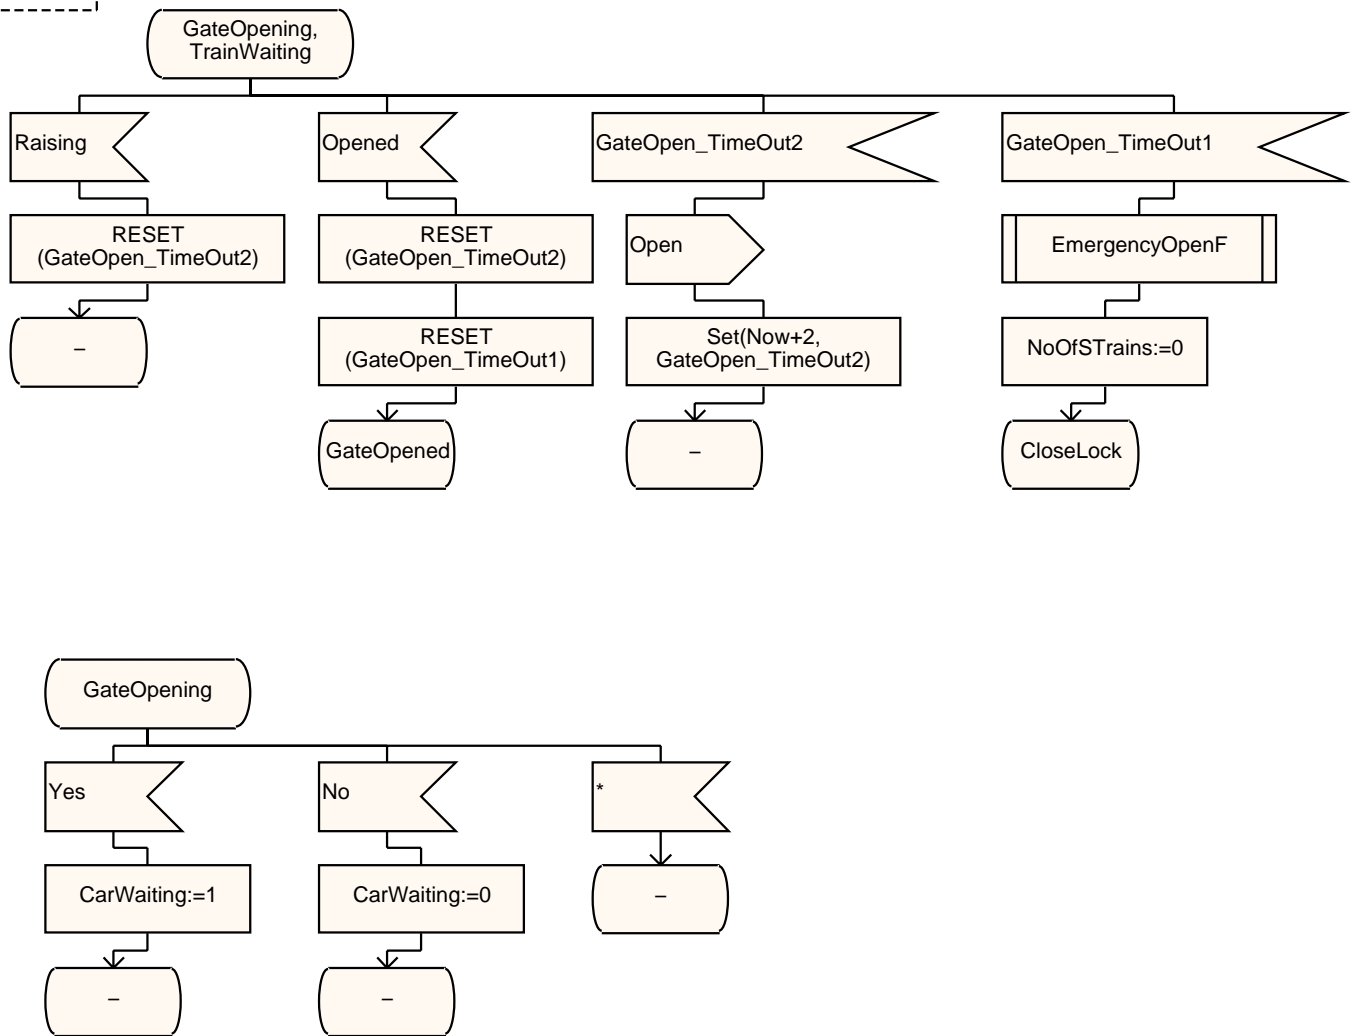 GateOpening,
TrainWaiting
Raising
Opened
GateOpen_TimeOut2
GateOpen_TimeOut1
RESET
(GateOpen_TimeOut2)
RESET
(GateOpen_TimeOut2)
Open
EmergencyOpenF
–
RESET
(GateOpen_TimeOut1)
Set(Now+2,
GateOpen_TimeOut2)
NoOfSTrains:=0
GateOpened
–
CloseLock
GateOpening
Yes
No
*
CarWaiting:=1
CarWaiting:=0
–
–
–